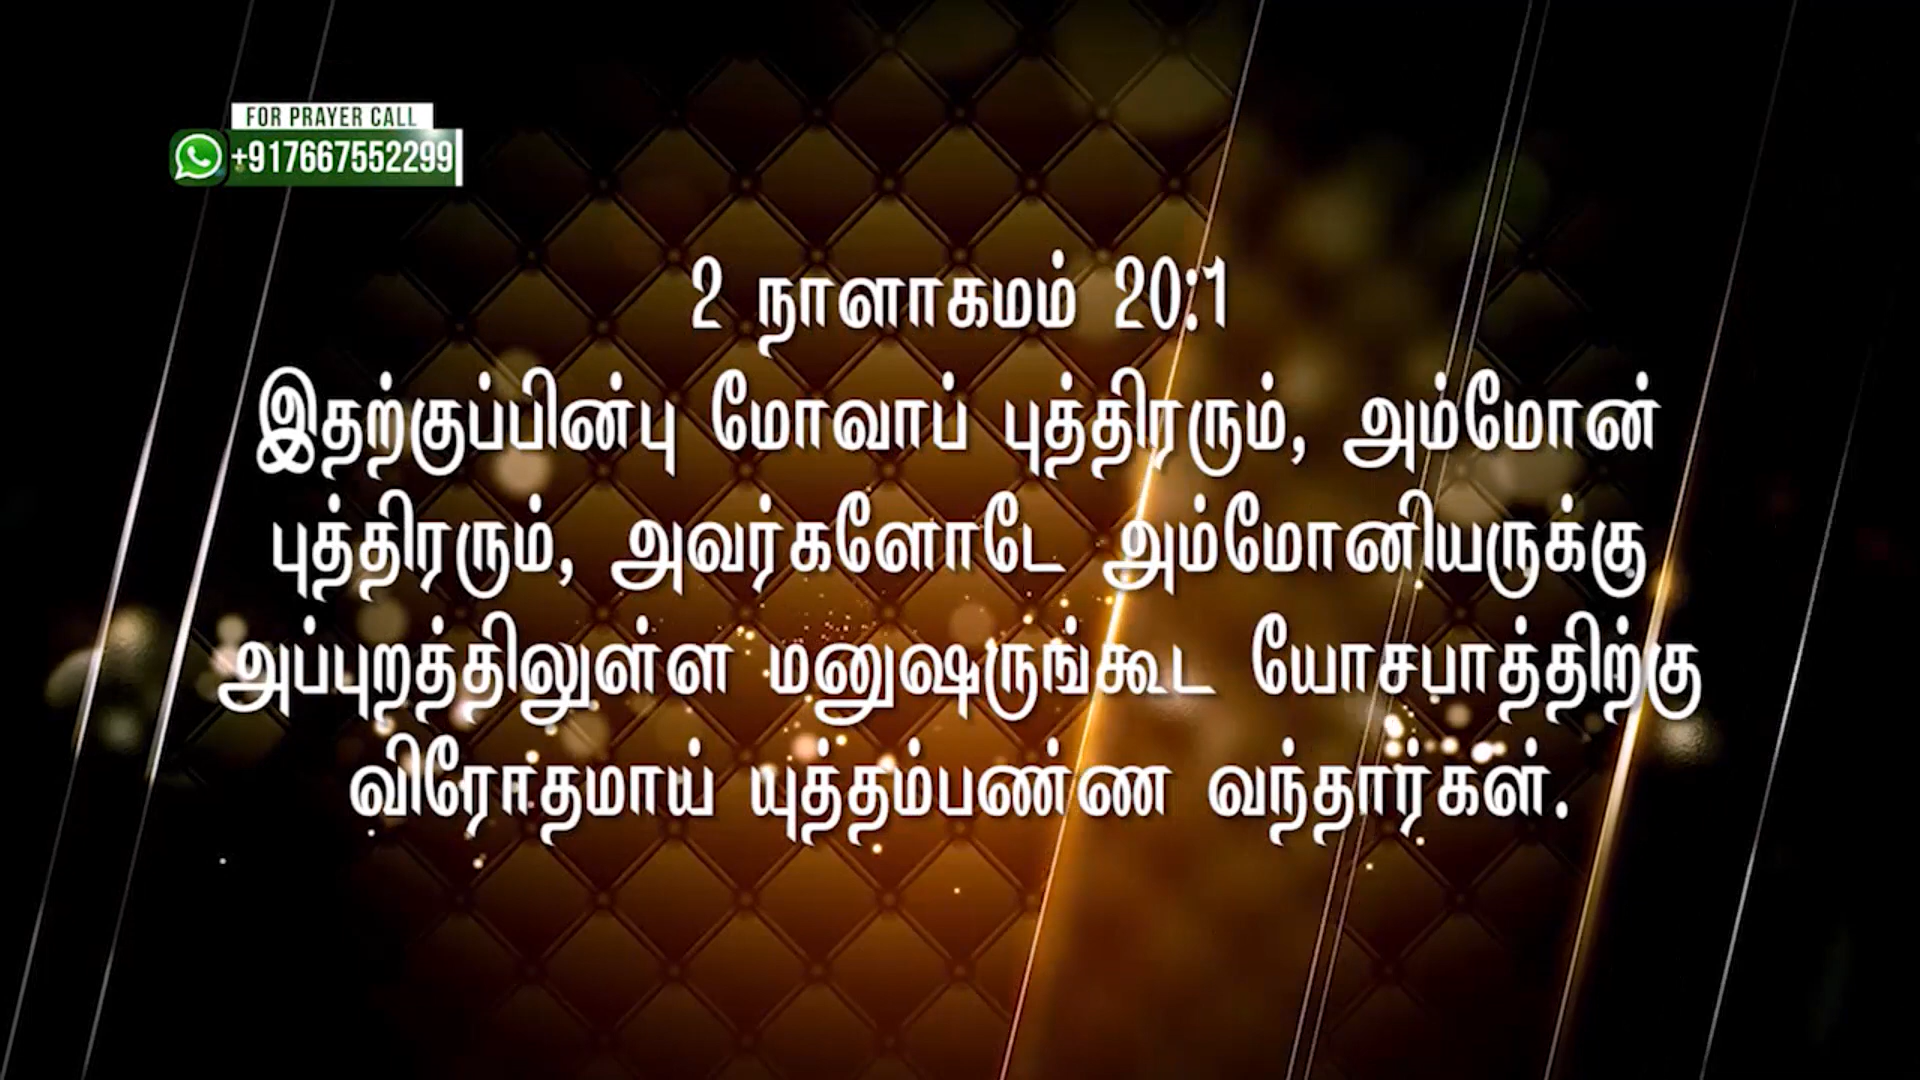 FOR PRAYER CALL
+917667552299
2 நாளாகமம் 20:1
இதற்குப்பின்பு மோவாப் புத்திரரும், அம்மோன்
புத்திரரும், அவர்களோடே அம்மோனியருக்கு
அப்புறத்திலுள்ள மனுஷருங்கூட யோசபாத்திற்கு
விரோதமாய் யுத்தம்பண்ண வந்தார்கள்.